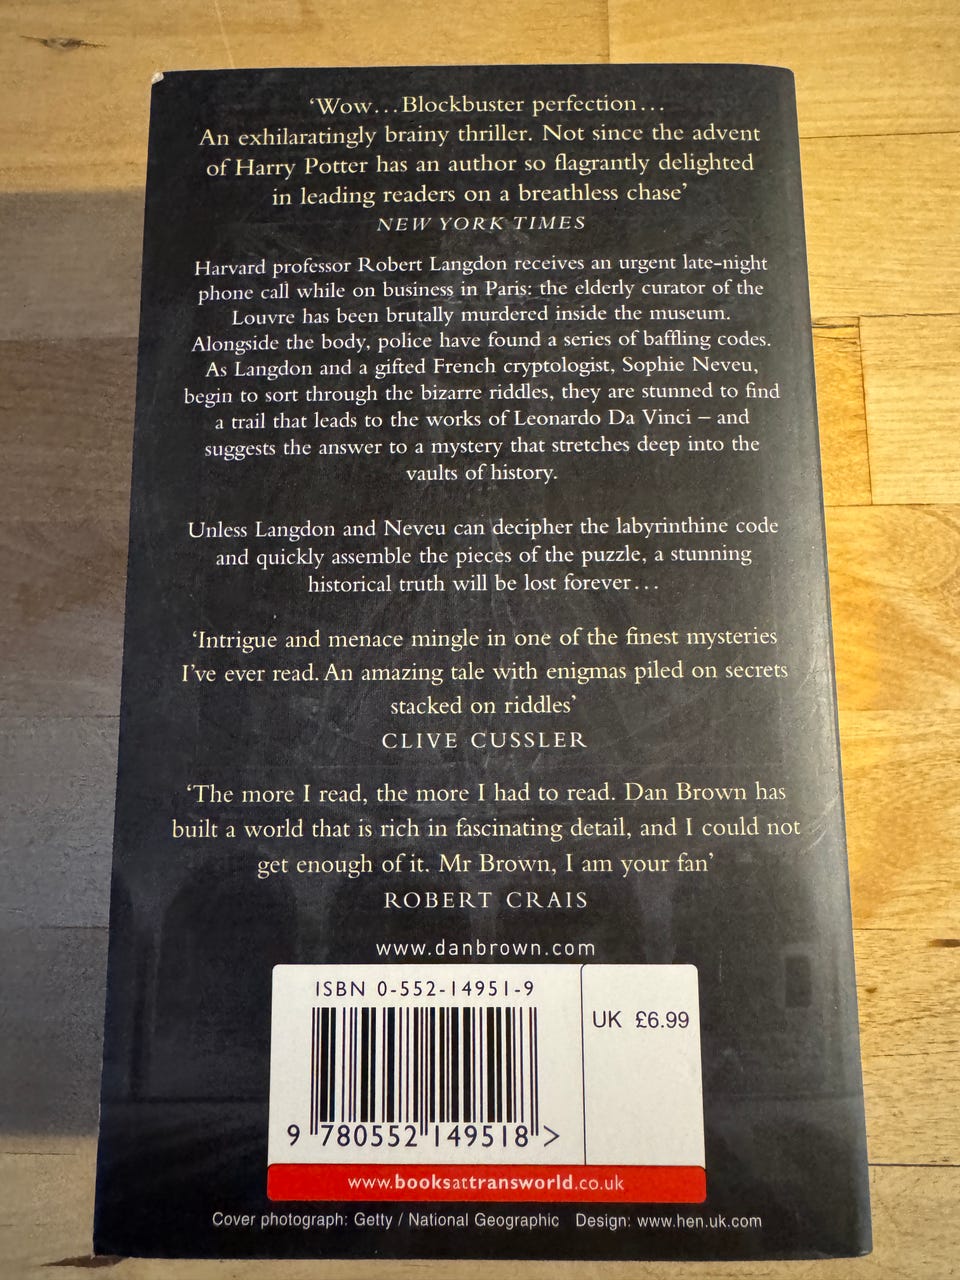 ‘Wow...Blockbuster perfection...
An exhilaratingly brainy thriller. Not since the advent
of Harry Potter has an author so flagrantly delighted
in leading readers on a breathless chase’
NEW YORK TIMES
Harvard professor Robert Langdon receives an urgent late-night
phone call while on business in Paris: the elderly curator of the
Louvre has been brutally murdered inside the museum.
Alongside the body, police have found a series of baffling codes.
As Langdon and a gifted French cryptologist, Sophie Neveu,
begin to sort through the bizarre riddles, they are stunned to find
a trail that leads to the works of Leonardo Da Vinci – and
suggests the answer to a mystery that stretches deep into the
vaults of history.
Unless Langdon and Neveu can decipher the labyrinthine code
and quickly assemble the pieces of the puzzle, a stunning
historical truth will be lost forever...
‘Intrigue and menace mingle in one of the finest mysteries
I’ve ever read. An amazing tale with enigmas piled on secrets
stacked on riddles’
CLIVE CUSSLER
‘The more I read, the more I had to read. Dan Brown has
built a world that is rich in fascinating detail, and I could not
get enough of it. Mr Brown, I am your fan’
ROBERT CRAIS
www.danbrown.com
ISBN 0-552-14951-9
UK £6.99
9 780552 149518 >
www.booksattransworld.co.uk
Cover photograph: Getty / National Geographic Design: www.hen.uk.com